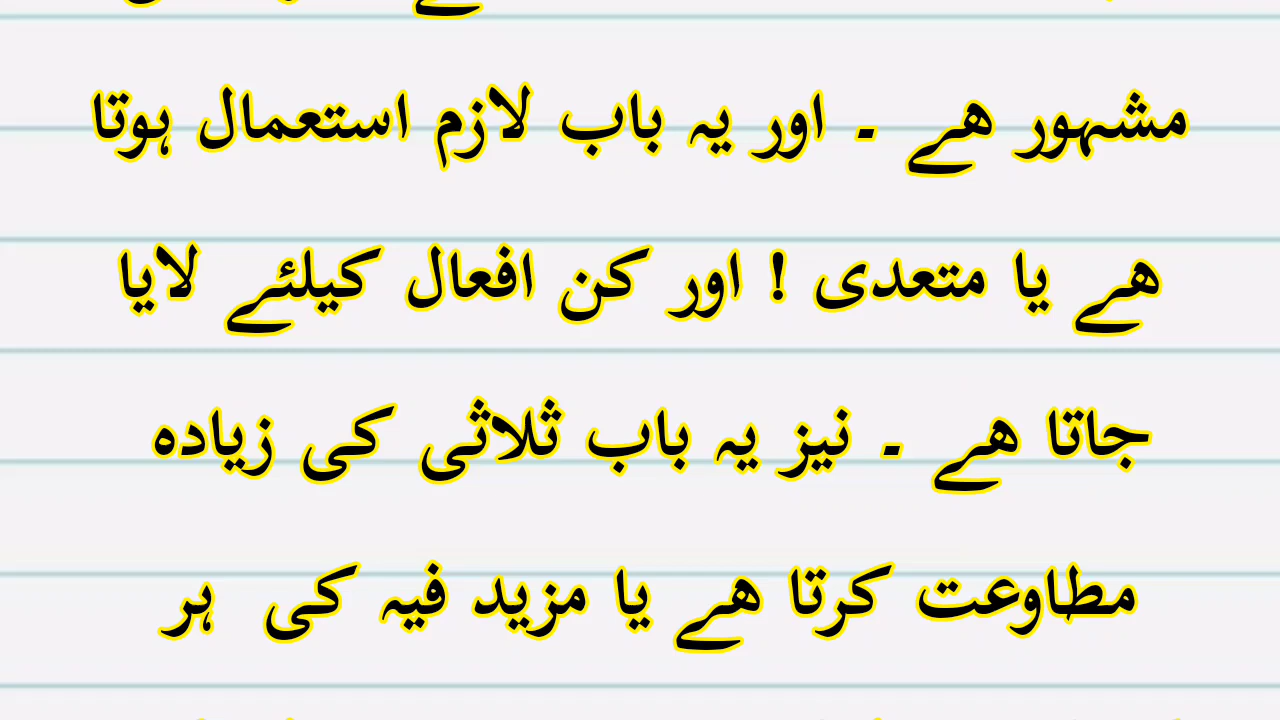 مشہور ھے ۔ اور یہ باب لازم استعمال ہوتا
ھے یا متعدی ! اور کن افعال کیلئے لایا
جاتا ھے ۔ نیز یہ باب ثلاثی کی زیادہ
مطاوعت کرتا ھے یا مزید فیہ کی ہر